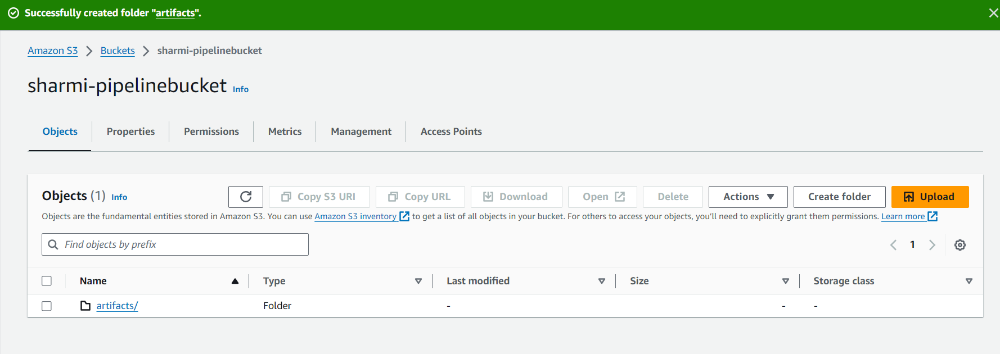 Successfully created folder "artifacts".
Amazon S3 Buckets sharmi-pipelinebucket
sharmi-pipelinebucket Info
Objects Properties Permissions Metrics Management Access Points
Objects (1) Info Copy S3 URI Copy URL Download Open Delete Actions Create folder Upload
Objects are the fundamental entities stored in Amazon S3. You can use Amazon S3 inventory to get a list of all objects in your bucket. For others to access your objects, you'll need to explicitly grant them permissions. Learn more
Find objects by prefix 1
Name Type Last modified Size Storage class
artifacts/ Folder - - -